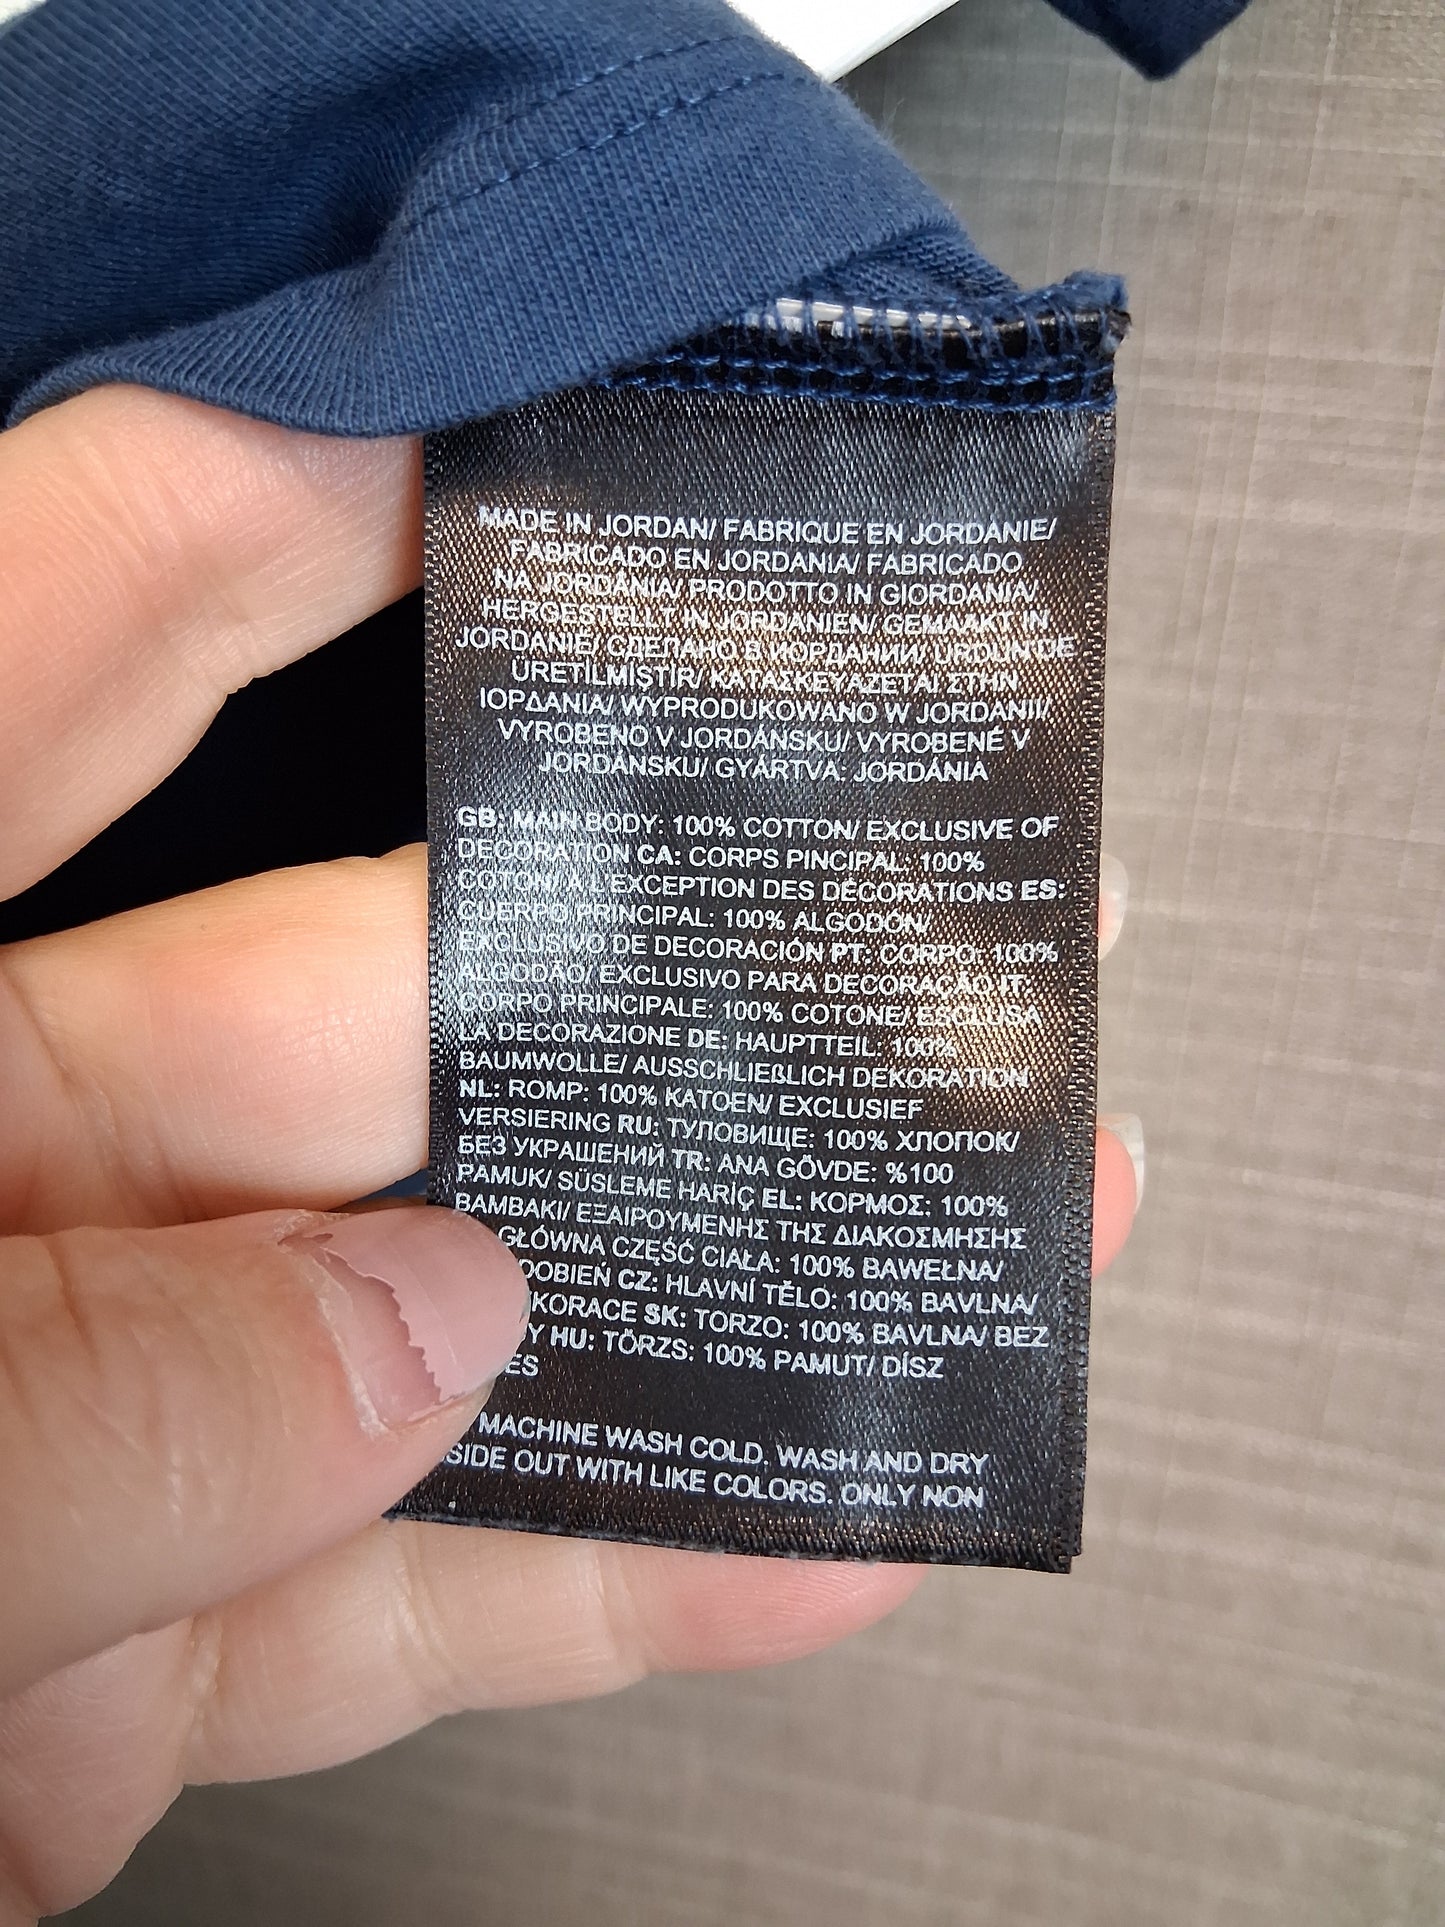 MADE IN JORDAN/ FABRIQUE EN JORDANIE/
FABRICADO EN JORDANIA/ FABRICADO
NA JORDÂNIA/ PRODOTTO IN GIORDANIA/
HERGESTELLT IN JORDANIEN/ GEMAAKT IN
JORDANIË/ СДЕЛАНО В ИОРДАНИИ/ URDUN'DE
ÜRETİLMİŞTİR/ ΚΑΤΑΣΚΕΥΑΖΕΤΑΙ ΣΤΗΝ
ΙΟΡΔΑΝΙΑ/ WYPRODUKOWANO W JORDANII/
VYROBENO V JORDÁNSKU/ VYROBENÉ V
JORDÁNSKU/ GYÁRTVA: JORDÁNIA
GB: MAIN BODY: 100% COTTON/ EXCLUSIVE OF
DECORATION CA: CORPS PINCIPAL: 100%
COTON/ À L'EXCEPTION DES DÉCORATIONS ES:
CUERPO PRINCIPAL: 100% ALGODÓN/
EXCLUSIVO DE DECORACIÓN PT: CORPO: 100%
ALGODÃO/ EXCLUSIVO PARA DECORAÇÃO IT:
CORPO PRINCIPALE: 100% COTONE/ ESCLUSA
LA DECORAZIONE DE: HAUPTTEIL: 100%
BAUMWOLLE/ AUSSCHLIEßLICH DEKORATION
NL: ROMP: 100% KATOEN/ EXCLUSIEF
VERSIERING RU: ТУЛОВИЩЕ: 100% ХЛОПОК/
БЕЗ УКРАШЕНИЙ TR: ANA GÖVDE: %100
PAMUK/ SÜSLEME HARİÇ EL: ΚΟΡΜΟΣ: 100%
ΒΑΜΒΑΚΙ/ ΕΞΑΙΡΟΥΜΕΝΗΣ ΤΗΣ ΔΙΑΚΟΣΜΗΣΗΣ
GŁÓWNA CZĘŚĆ CIAŁA: 100% BAWEŁNA/
DOBIEŃ CZ: HLAVNÍ TĚLO: 100% BAVLNA/
KORACE SK: TORZO: 100% BAVLNA/ BEZ
Y HU: TÖRZS: 100% PAMUT/ DÍSZ
ES
MACHINE WASH COLD. WASH AND DRY
SIDE OUT WITH LIKE COLORS. ONLY NON